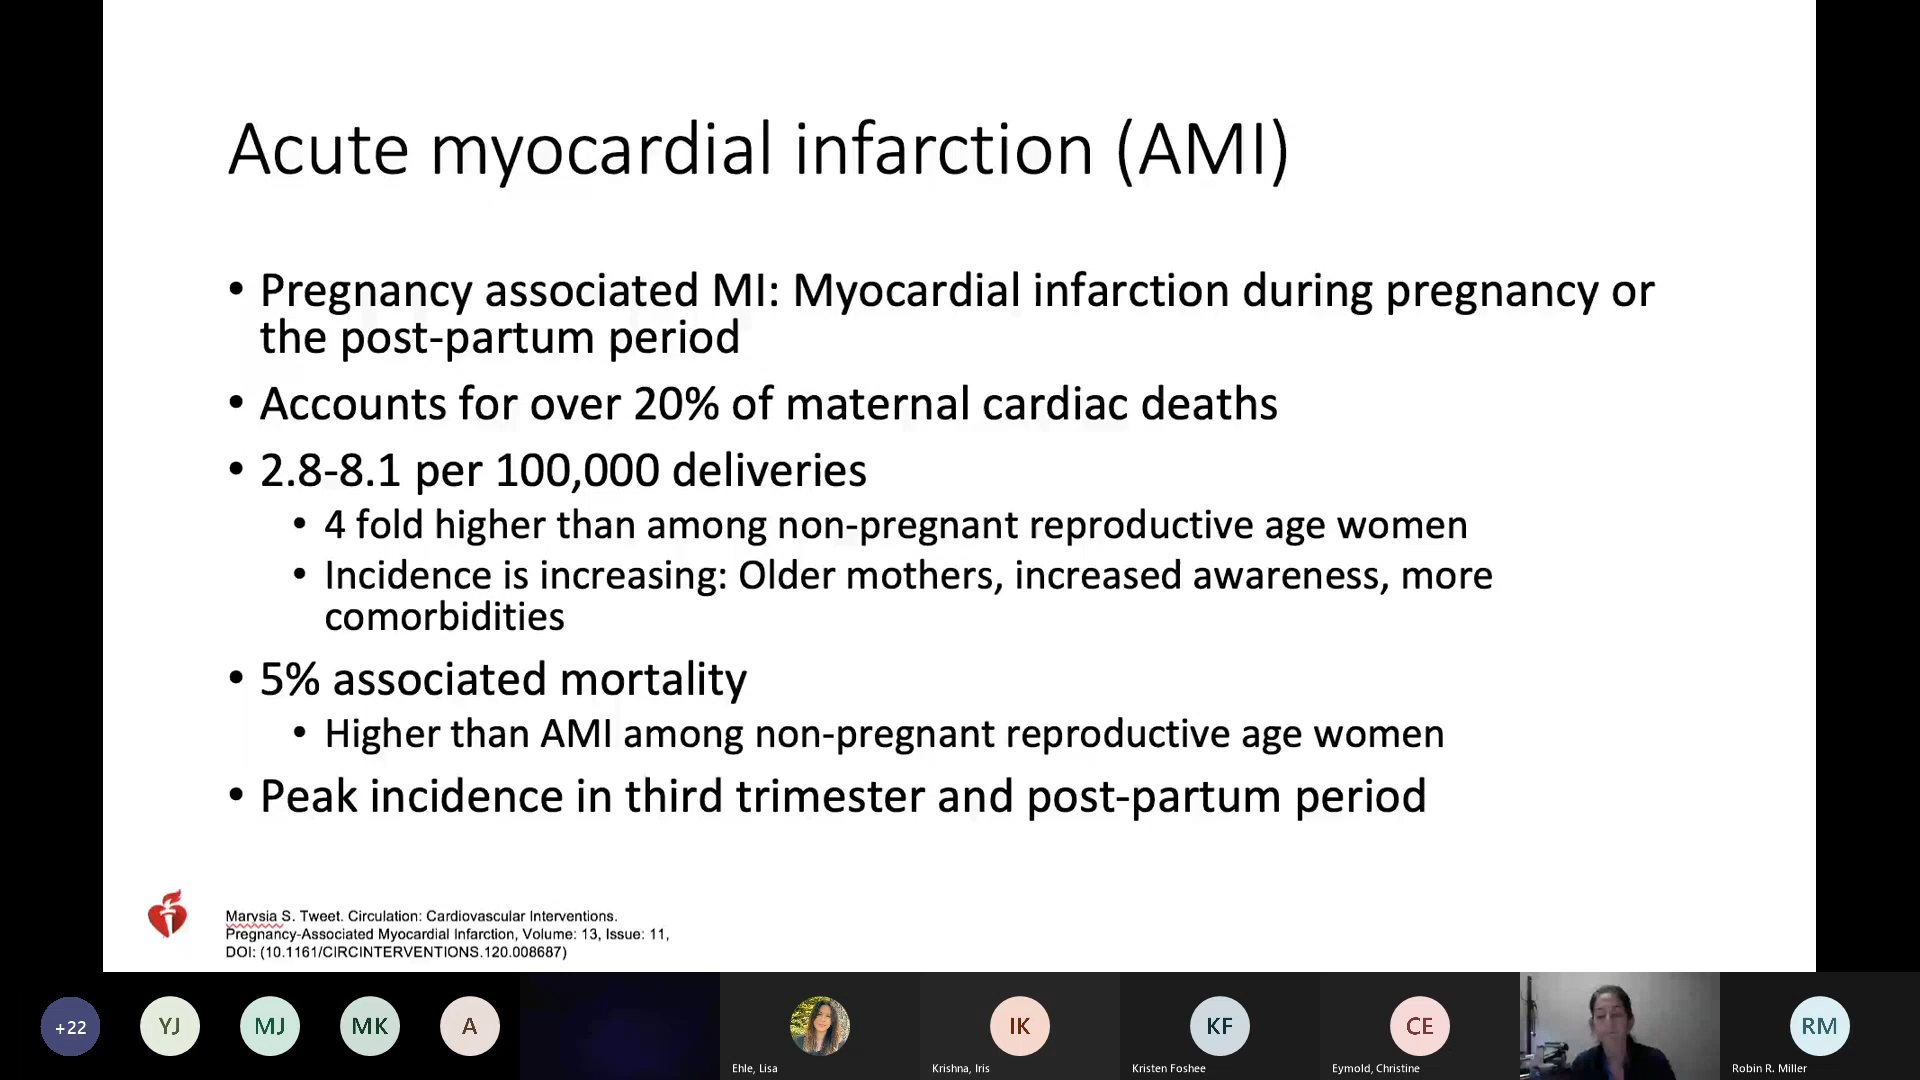 Acute myocardial infarction (AMI)
• Pregnancy associated MI: Myocardial infarction during pregnancy or
the post-partum period
• Accounts for over 20% of maternal cardiac deaths
• 2.8-8.1 per 100,000 deliveries
• 4 fold higher than among non-pregnant reproductive age women
• Incidence is increasing: Older mothers, increased awareness, more
comorbidities
• 5% associated mortality
• Higher than AMI among non-pregnant reproductive age women
• Peak incidence in third trimester and post-partum period
Marysia S. Tweet. Circulation: Cardiovascular Interventions.
Pregnancy-Associated Myocardial Infarction, Volume: 13, Issue: 11,
DOI: (10.1161/CIRCINTERVENTIONS.120.008687)
+22
YJ
MJ
MK
A
Ehle, Lisa
IK
Krishna, Iris
KF
Kristen Foshee
CE
Eymold, Christine
RM
Robin R. Miller